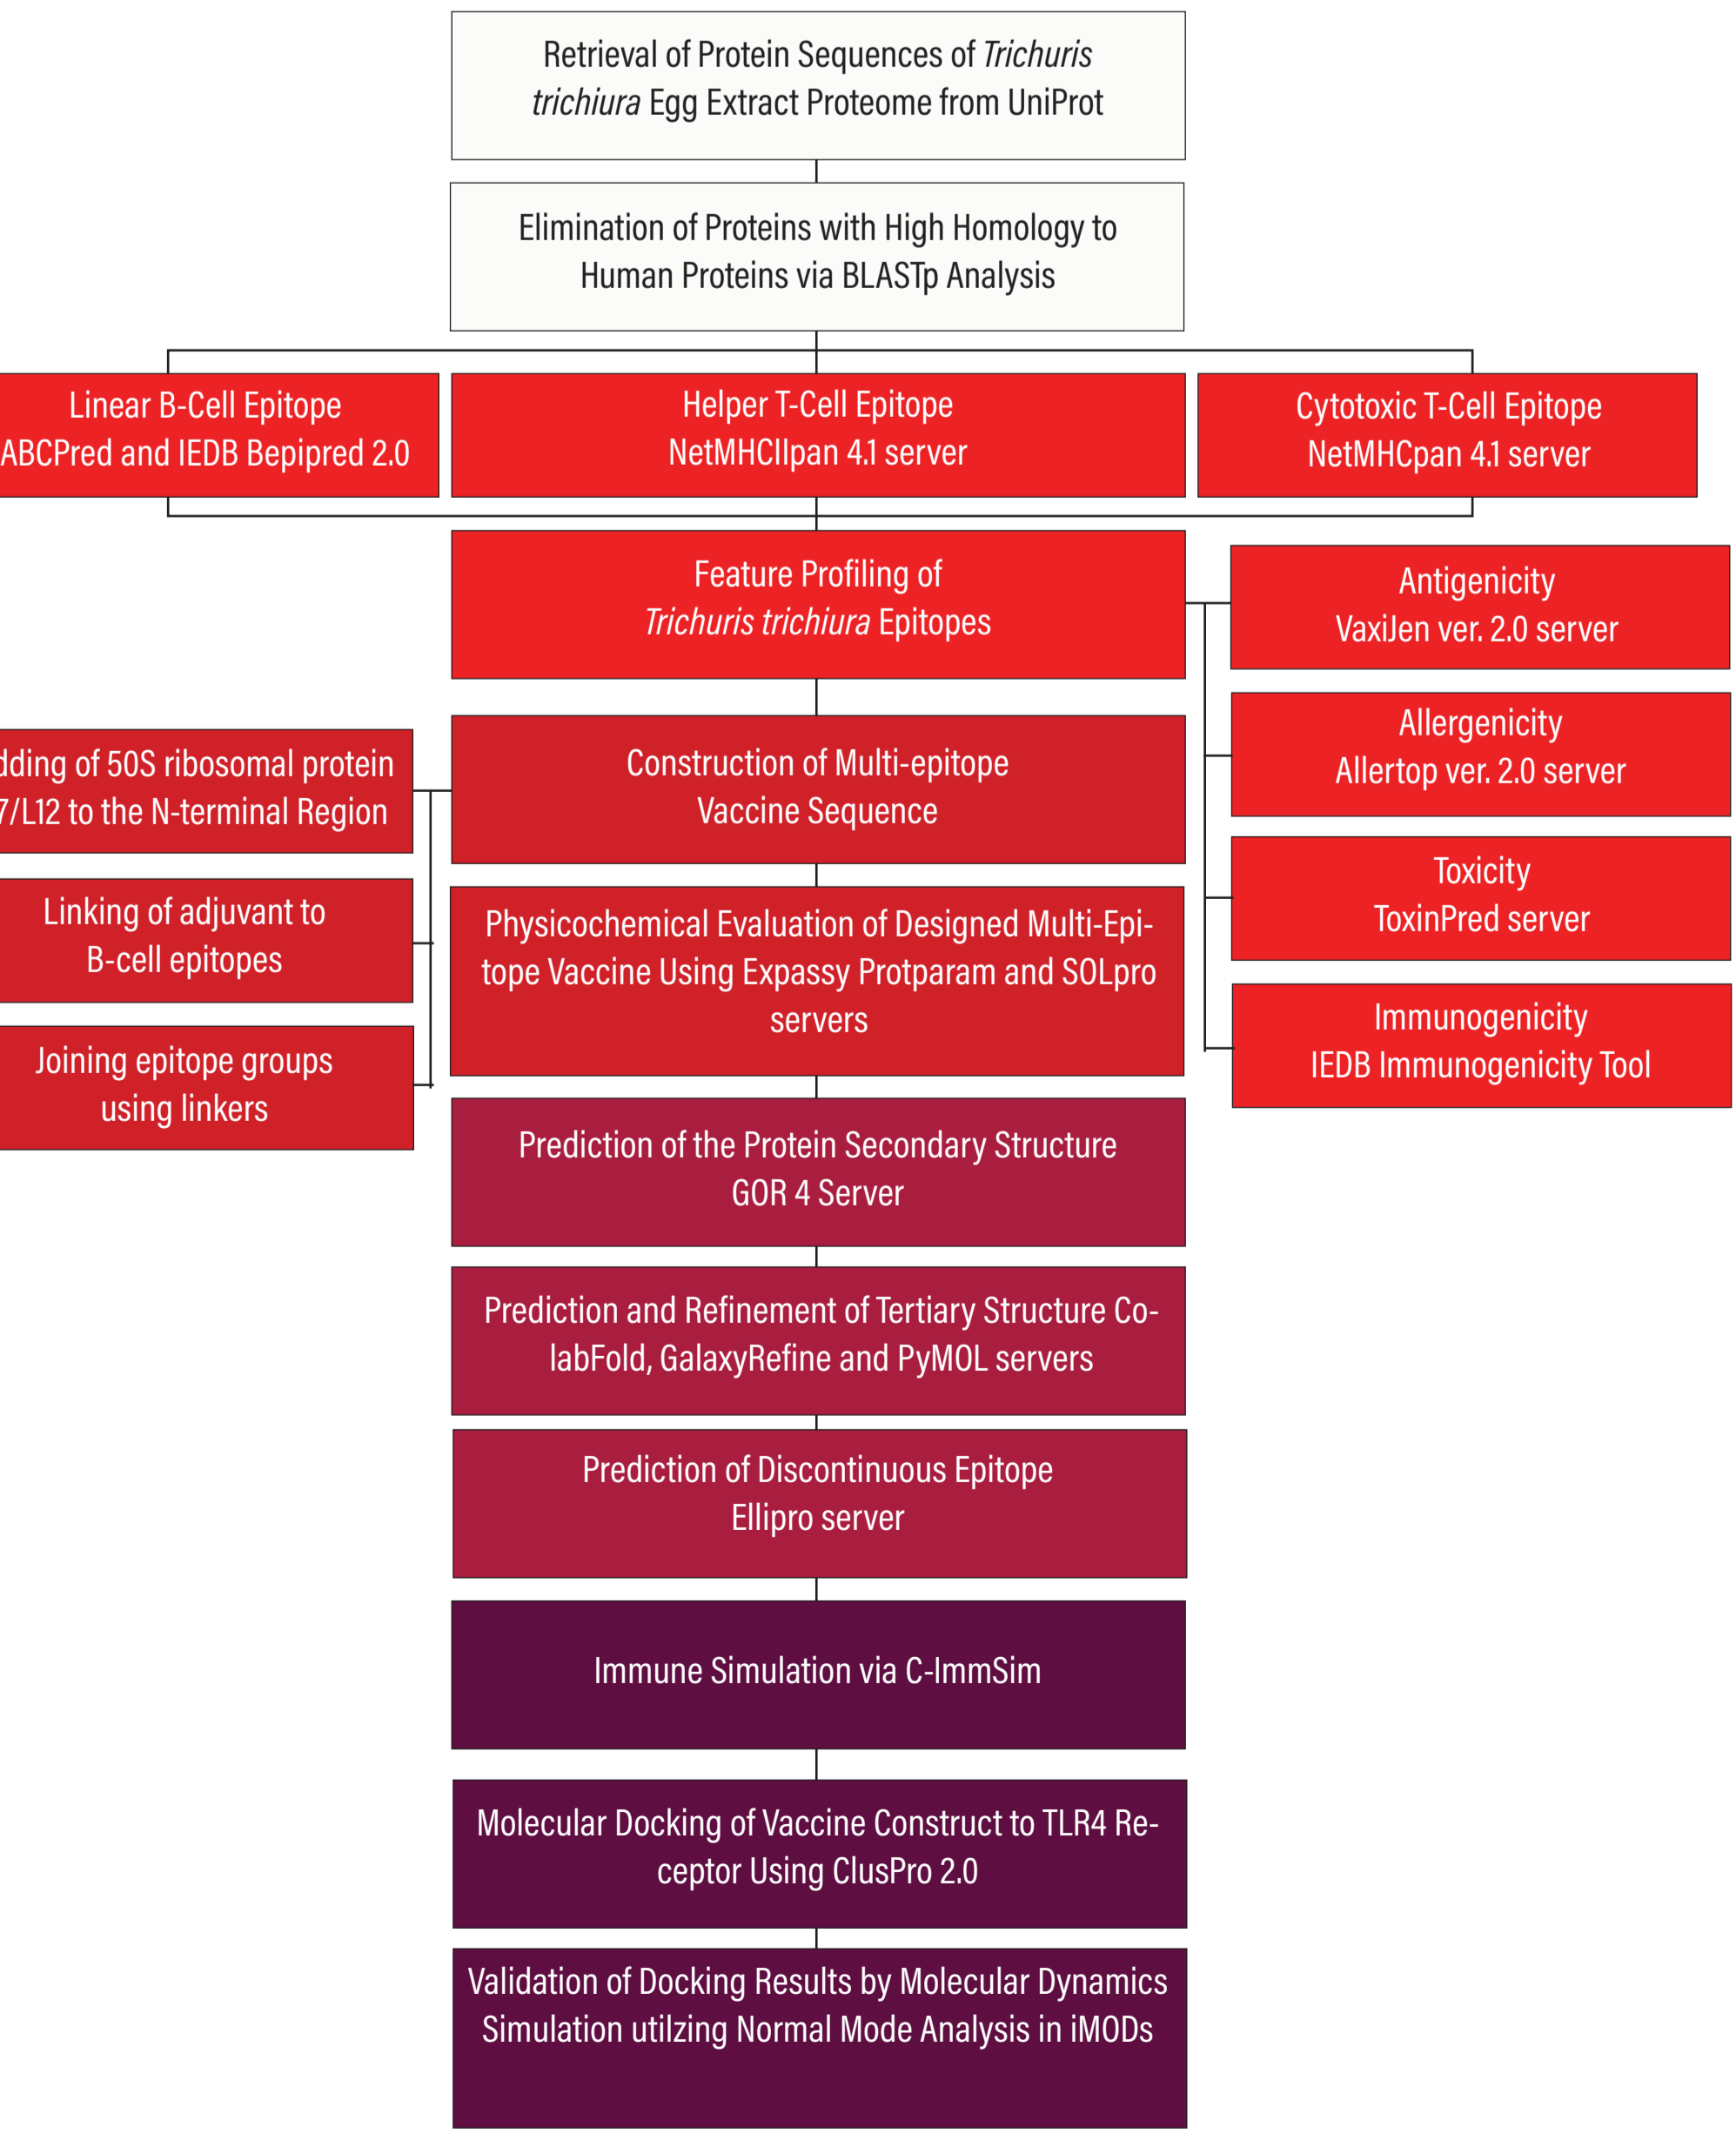 Retrieval of Protein Sequences of Trichuris
trichiura Egg Extract Proteome from UniProt
Elimination of Proteins with High Homology to
Human Proteins via BLASTp Analysis
Linear B-Cell Epitope
ABCPred and IEDB Bepipred 2.0
Helper T-Cell Epitope
NetMHCIIpan 4.1 server
Cytotoxic T-Cell Epitope
NetMHCpan 4.1 server
Feature Profiling of
Trichuris trichiura Epitopes
Antigenicity
VaxiJen ver. 2.0 server
Allergenicity
Allertop ver. 2.0 server
Toxicity
ToxinPred server
Immunogenicity
IEDB Immunogenicity Tool
Construction of Multi-epitope
Vaccine Sequence
of 50S ribosomal protein
7/L12 to the N-terminal Region
Linking of adjuvant to
B-cell epitopes
Joining epitope groups
using linkers
Physicochemical Evaluation of Designed Multi-Epi-
tope Vaccine Using Expassy Protparam and SOLpro
servers
Prediction of the Protein Secondary Structure
GOR 4 Server
Prediction and Refinement of Tertiary Structure Co-
labFold, GalaxyRefine and PyMOL servers
Prediction of Discontinuous Epitope
Ellipro server
Immune Simulation via C-ImmSim
Molecular Docking of Vaccine Construct to TLR4 Re-
ceptor Using ClusPro 2.0
Validation of Docking Results by Molecular Dynamics
Simulation utilzing Normal Mode Analysis in iMODs